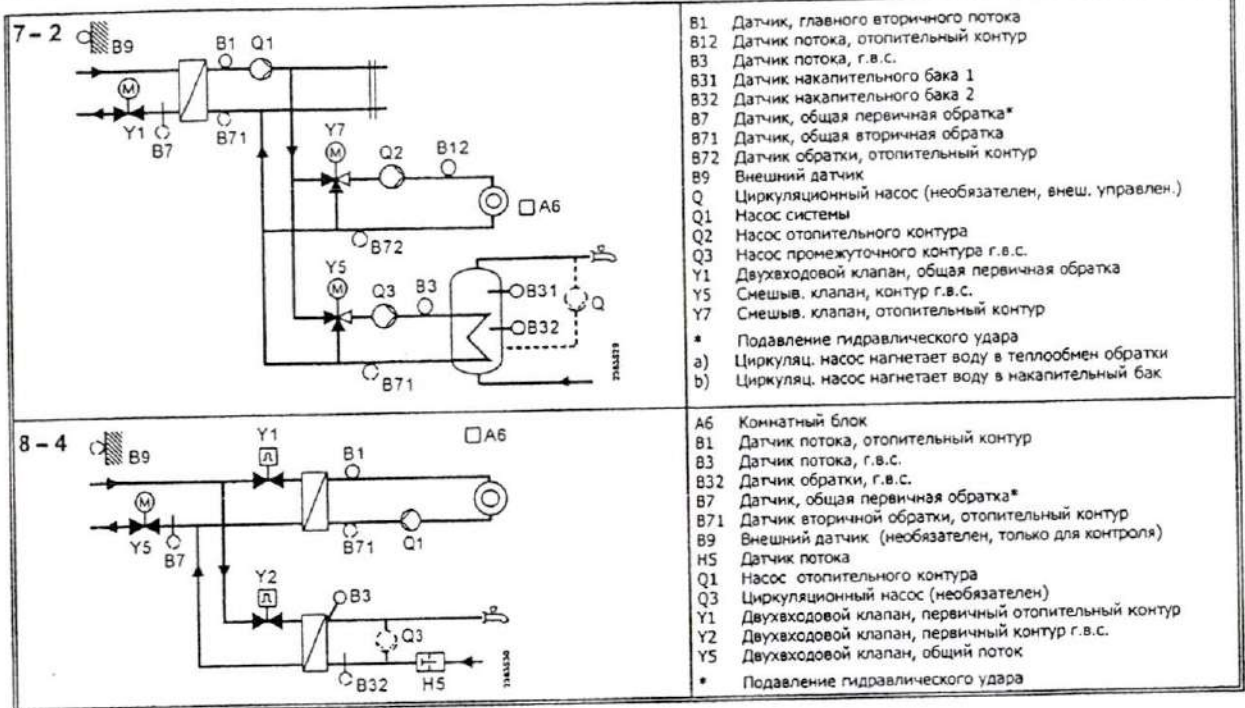 7-2
B9
B1
Q1
Y1
B7
B71
Y7
Q2
B12
A6
B72
Y5
Q3
B3
B31
B32
Q
B71
B1 Датчик, главного вторичного потока
B12 Датчик потока, отопительный контур
B3 Датчик потока, г.в.с.
B31 Датчик накапительного бака 1
B32 Датчик накапительного бака 2
B7 Датчик, общая первичная обратка*
B71 Датчик, общая вторичная обратка
B72 Датчик обратки, отопительный контур
B9 Внешний датчик
Q Циркуляционный насос (необязателен, внеш. управлен.)
Q1 Насос системы
Q2 Насос отопительного контура
Q3 Насос промежуточного контура г.в.с.
Y1 Двухвходовой клапан, общая первичная обратка
Y5 Смешыв. клапан, контур г.в.с.
Y7 Смешыв. клапан, отопительный контур
* Подавление гидравлического удара
a) Циркуляц. насос нагнетает воду в теплообмен обратки
b) Циркуляц. насос нагнетает воду в накапительный бак
8-4
B9
Y1
A6
B1
M
Y5
B7
B71
Q1
Y2
B3
Q3
B32
H5
A6 Комнатный блок
B1 Датчик потока, отопительный контур
B3 Датчик потока, г.в.с.
B32 Датчик обратки, г.в.с.
B7 Датчик, общая первичная обратка*
B71 Датчик вторичной обратки, отопительный контур
B9 Внешний датчик (необязателен, только для контроля)
H5 Датчик потока
Q1 Насос отопительного контура
Q3 Циркуляционный насос (необязателен)
Y1 Двухвходовой клапан, первичный отопительный контур
Y2 Двухвходовой клапан, первичный контур г.в.с.
Y5 Двухвходовой клапан, общий поток
* Подавление гидравлического удара